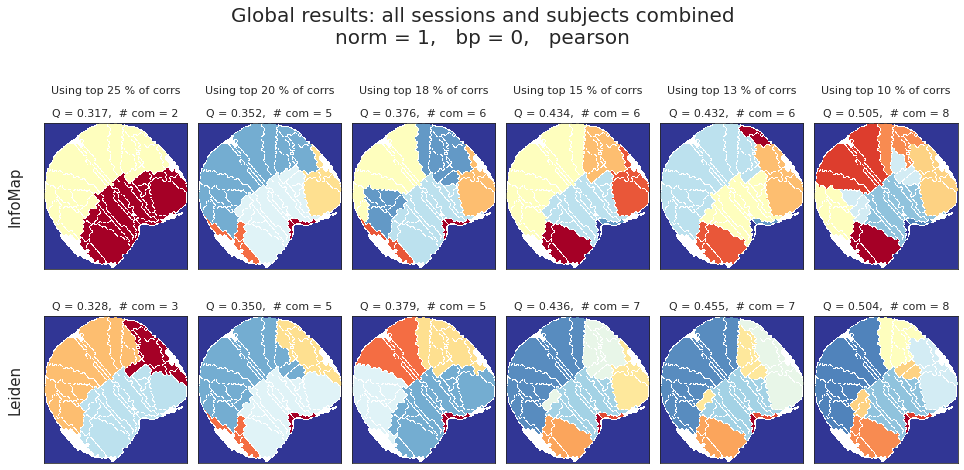 Global results: all sessions and subjects combined
norm = 1,   bp = 0,   pearson
Using top 25 % of corrs
Using top 20 % of corrs
Using top 18 % of corrs
Using top 15 % of corrs
Using top 13 % of corrs
Using top 10 % of corrs
InfoMap
Q = 0.317,  # com = 2
Q = 0.352,  # com = 5
Q = 0.376,  # com = 6
Q = 0.434,  # com = 6
Q = 0.432,  # com = 6
Q = 0.505,  # com = 8
Leiden
Q = 0.328,  # com = 3
Q = 0.350,  # com = 5
Q = 0.379,  # com = 5
Q = 0.436,  # com = 7
Q = 0.455,  # com = 7
Q = 0.504,  # com = 8